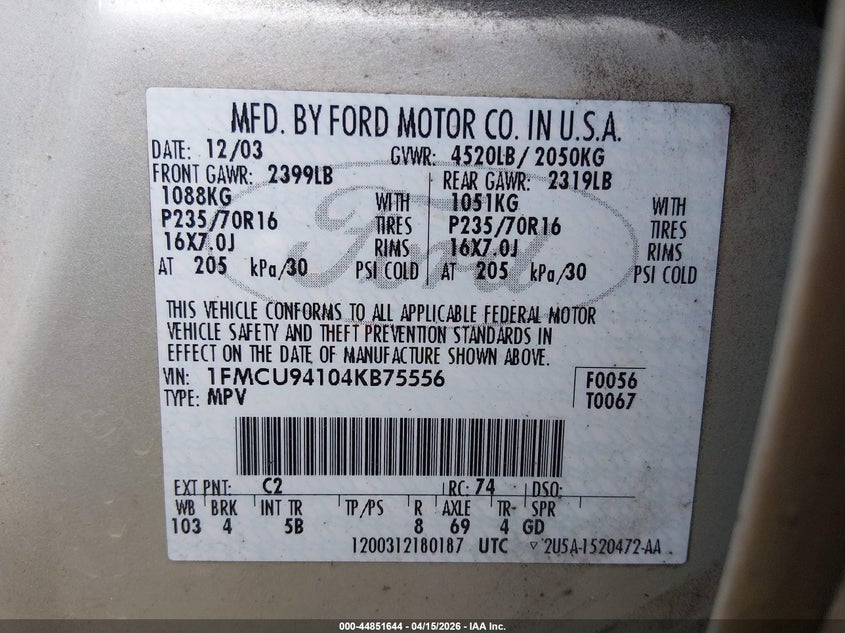 MFD. BY FORD MOTOR CO. IN U.S.A.
DATE: 12/03 GVWR: 4520LB/ 2050KG
FRONT GAWR: 2399LB REAR GAWR: 2319LB
1088KG WITH 1051KG WITH
P235/70R16 TIRES P235/70R16 TIRES
16X7.0J RIMS 16X7.0J RIMS
AT 205 kPa/30 PSI COLD AT 205 kPa/30 PSI COLD
Ford
THIS VEHICLE CONFORMS TO ALL APPLICABLE FEDERAL MOTOR
VEHICLE SAFETY AND THEFT PREVENTION STANDARDS IN
EFFECT ON THE DATE OF MANUFACTURE SHOWN ABOVE.
VIN: 1FMCU94104KB75556 F0056
TYPE: MPV T0067
EXT PNT: C2 RC: 74 DSO:
WB BRK INT TR TP/PS R AXLE TR- SPR
103 4 5B 8 69 4 GD
1200312180187 UTC ▽ 2U5A-1520472-AA
000-44851644 - 04/15/2026 - IAA Inc.